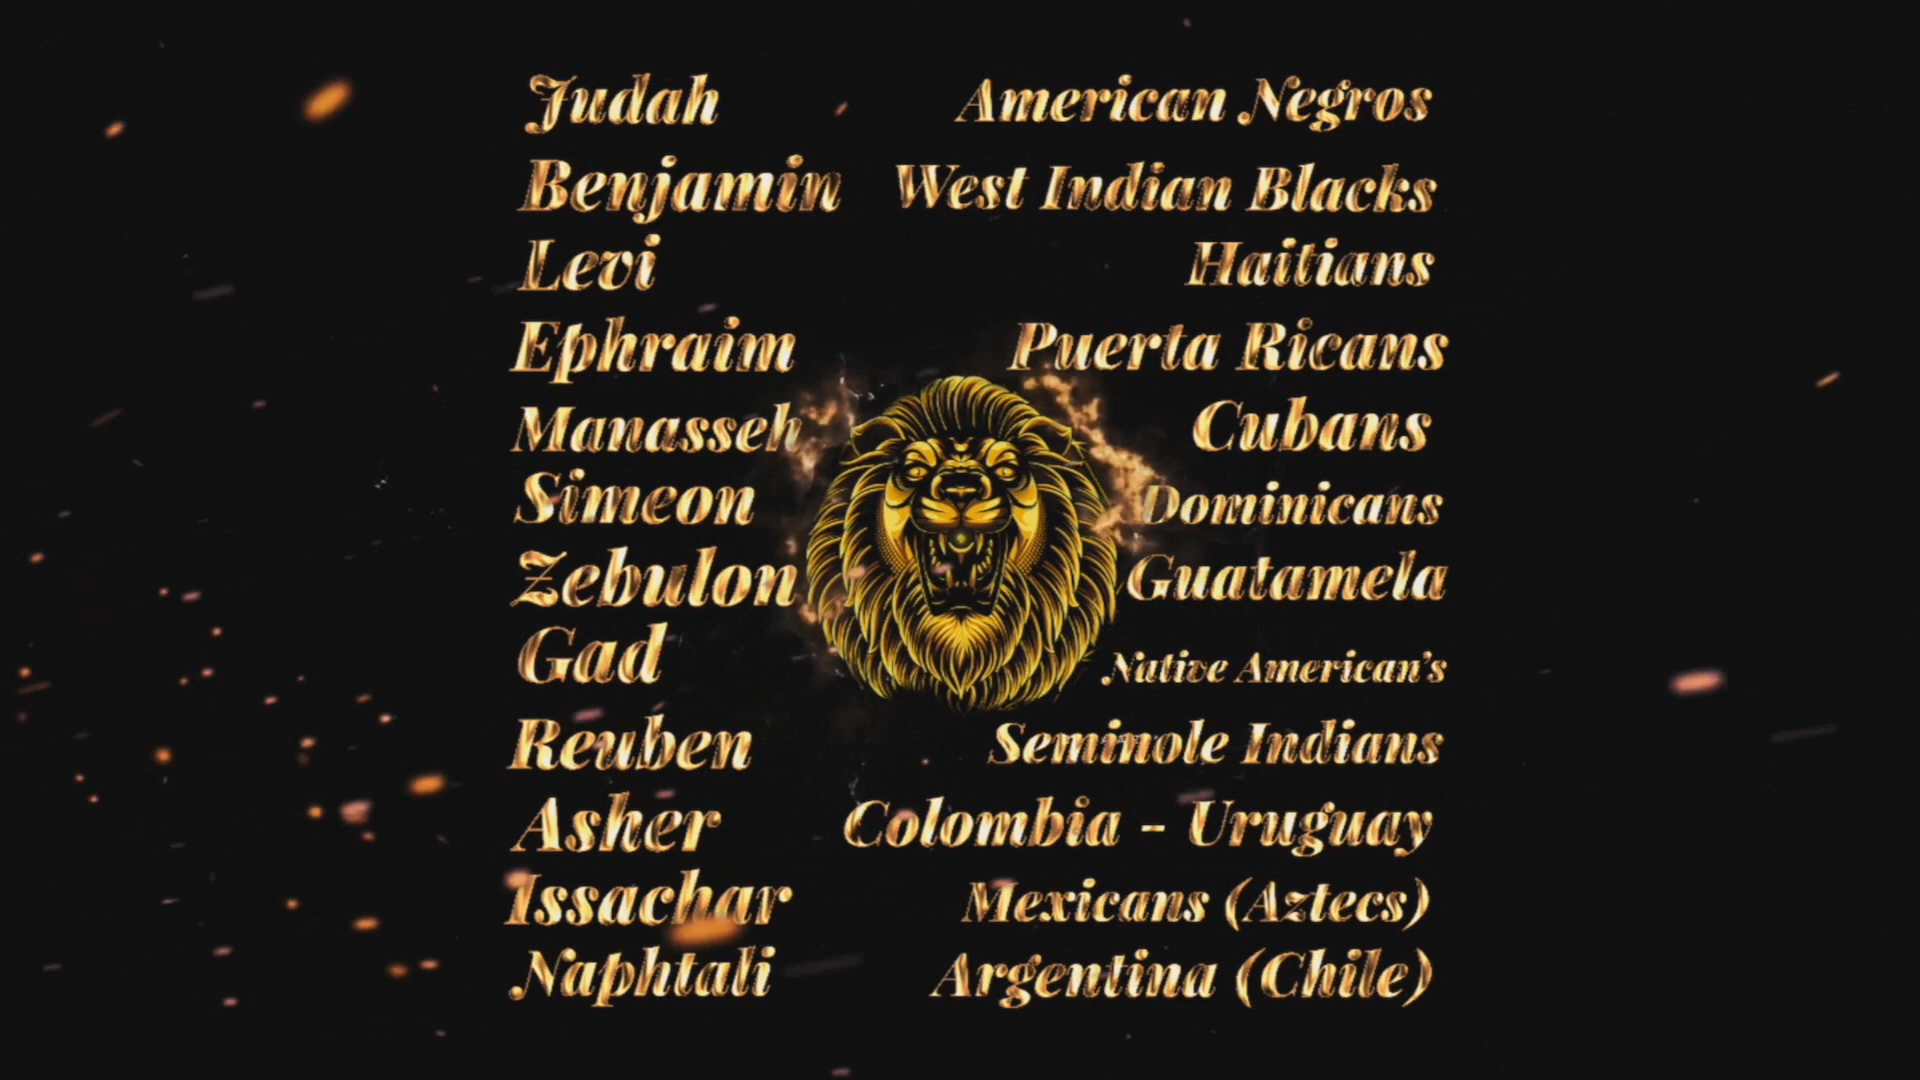 Judah American Negros
Benjamin West Indian Blacks
Levi Haitians
Ephraim Puerta Ricans
Manasseh Cubans
Simeon Dominicans
Zebulon Guatamela
Gad Native American's
Reuben Seminole Indians
Asher Colombia - Uruguay
Issachar Mexicans (Aztecs)
Naphtali Argentina (Chile)